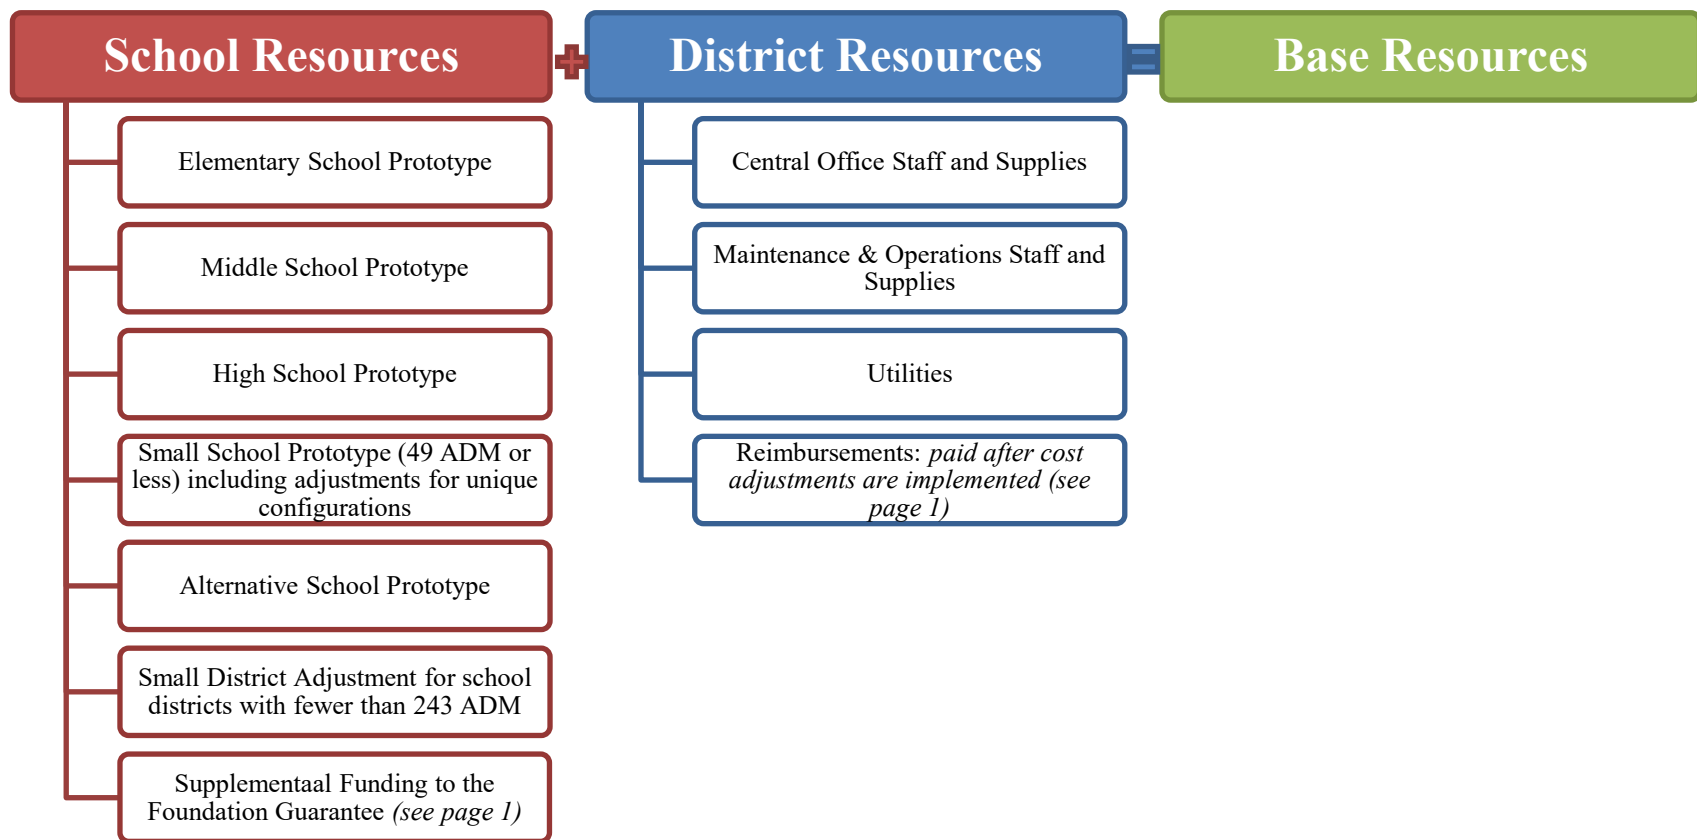 School Resources
+
District Resources
=
Base Resources
Elementary School Prototype
Middle School Prototype
High School Prototype
Small School Prototype (49 ADM or
less) including adjustments for unique
configurations
Alternative School Prototype
Small District Adjustment for school
districts with fewer than 243 ADM
Supplementaal Funding to the
Foundation Guarantee (see page 1)
Central Office Staff and Supplies
Maintenance & Operations Staff and
Supplies
Utilities
Reimbursements: paid after cost
adjustments are implemented (see
page 1)